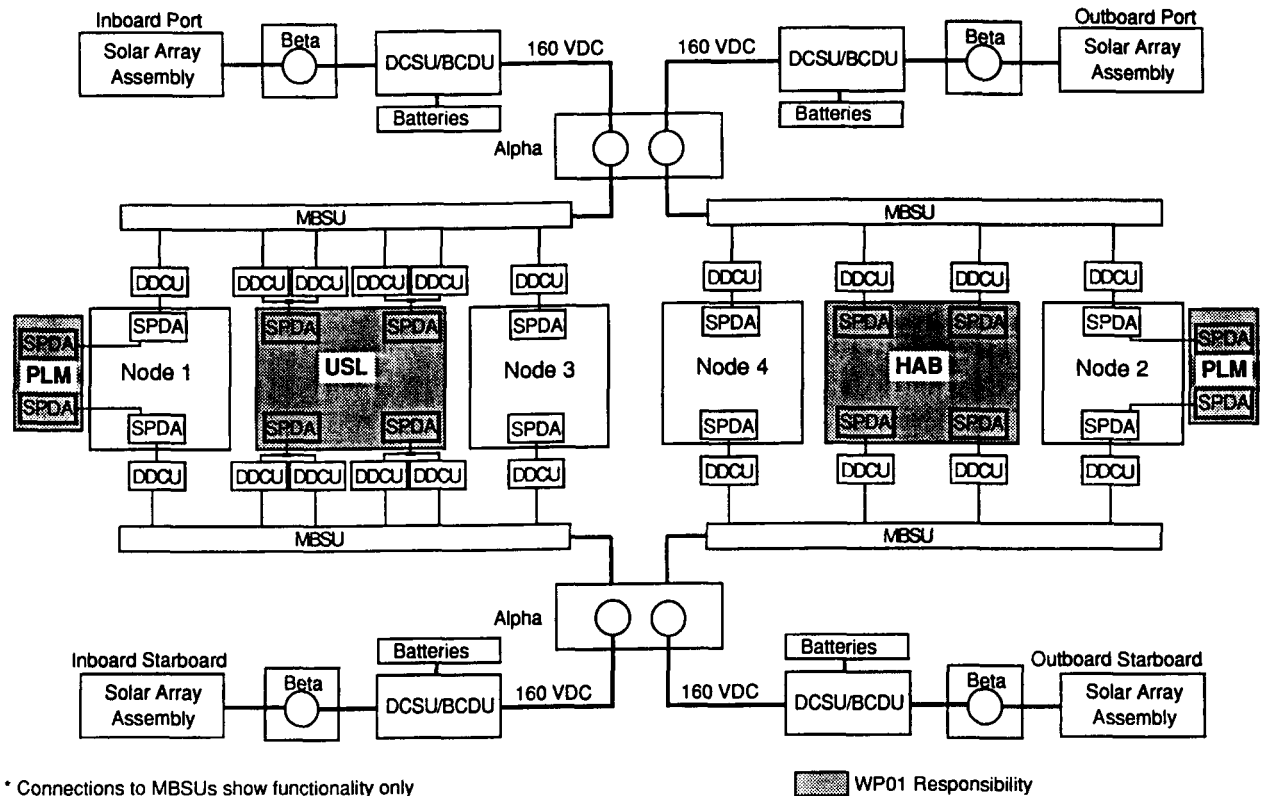 Inboard Port
Outboard Port
Solar Array
Assembly
Beta
DCSU/BCDU
160 VDC
160 VDC
DCSU/BCDU
Beta
Solar Array
Assembly
Batteries
Batteries
Alpha
MBSU
MBSU
DDCU
DDCU DDCU
DDCU DDCU
DDCU
DDCU
DDCU
DDCU
DDCU
SPDA
SPDA
SPDA
SPDA
SPDA
SPDA
SPDA
SPDA
SPDA
SPDA
PLM
Node 1
USL
Node 3
Node 4
HAB
Node 2
PLM
SPDA
SPDA
SPDA
SPDA
SPDA
SPDA
SPDA
SPDA
SPDA
SPDA
DDCU
DDCU DDCU
DDCU DDCU
DDCU
DDCU
DDCU
DDCU
DDCU
MBSU
MBSU
Alpha
Batteries
Batteries
Inboard Starboard
Outboard Starboard
Solar Array
Assembly
Beta
DCSU/BCDU
160 VDC
160 VDC
DCSU/BCDU
Beta
Solar Array
Assembly
* Connections to MBSUs show functionality only
WP01 Responsibility